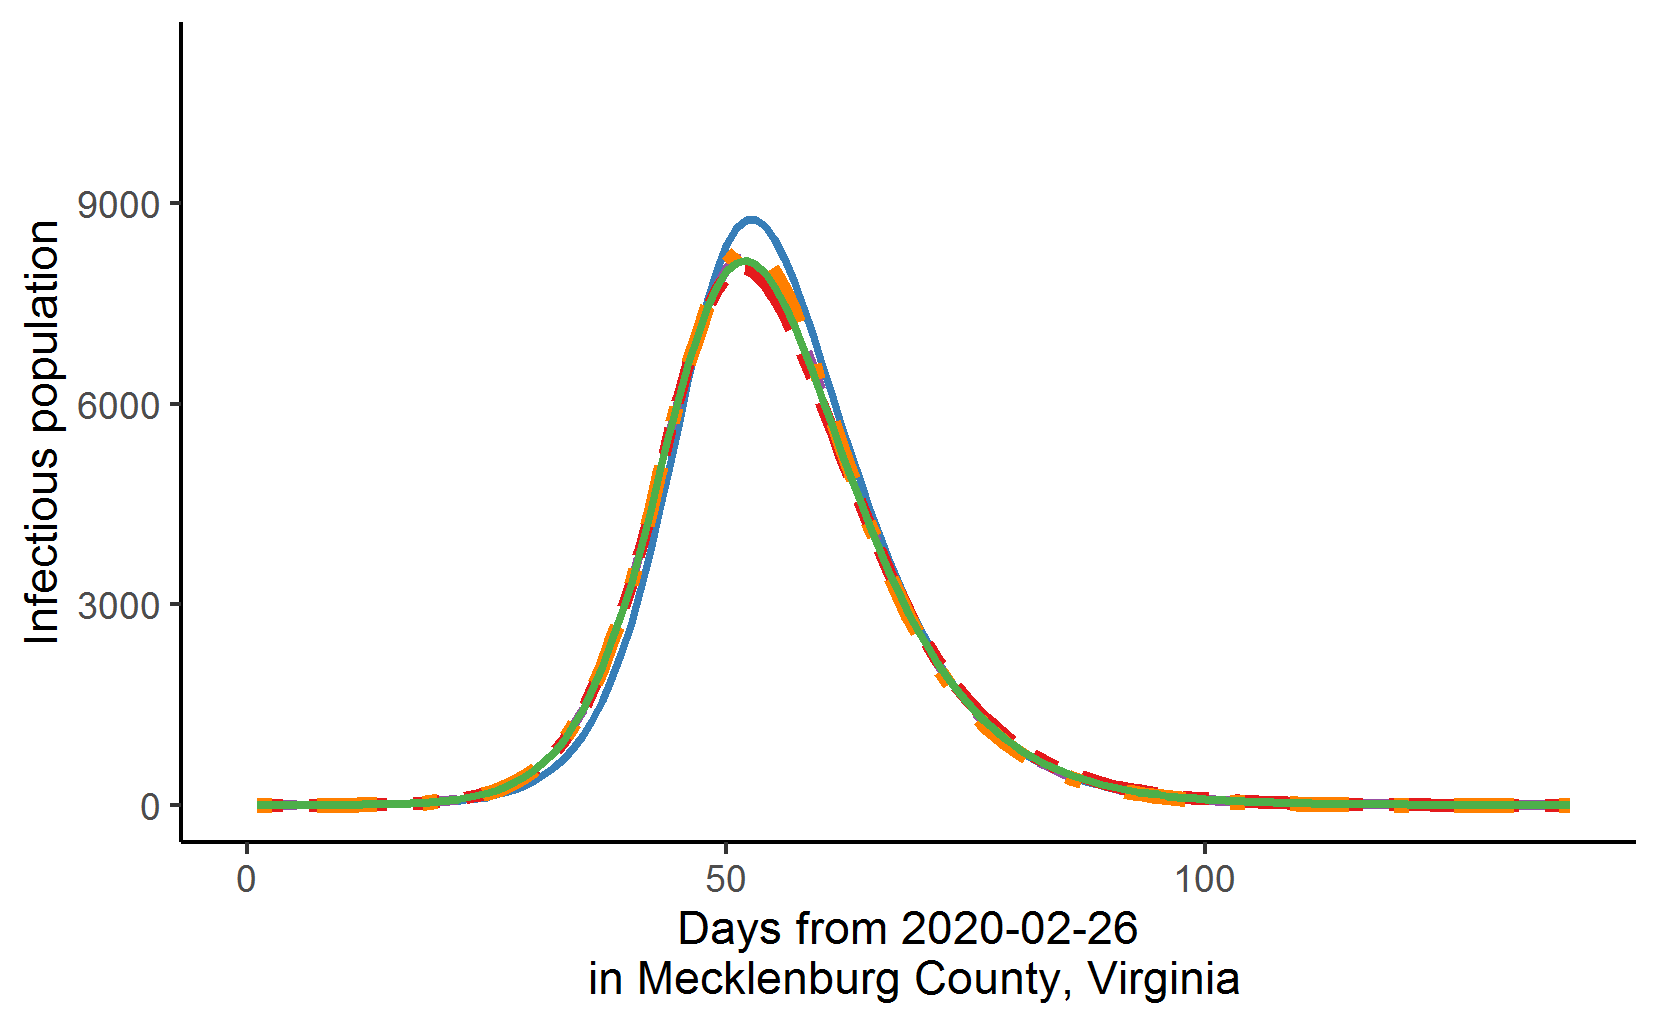 Infectious population
9000
6000
3000
0
0
50
100
Days from 2020-02-26
in Mecklenburg County, Virginia